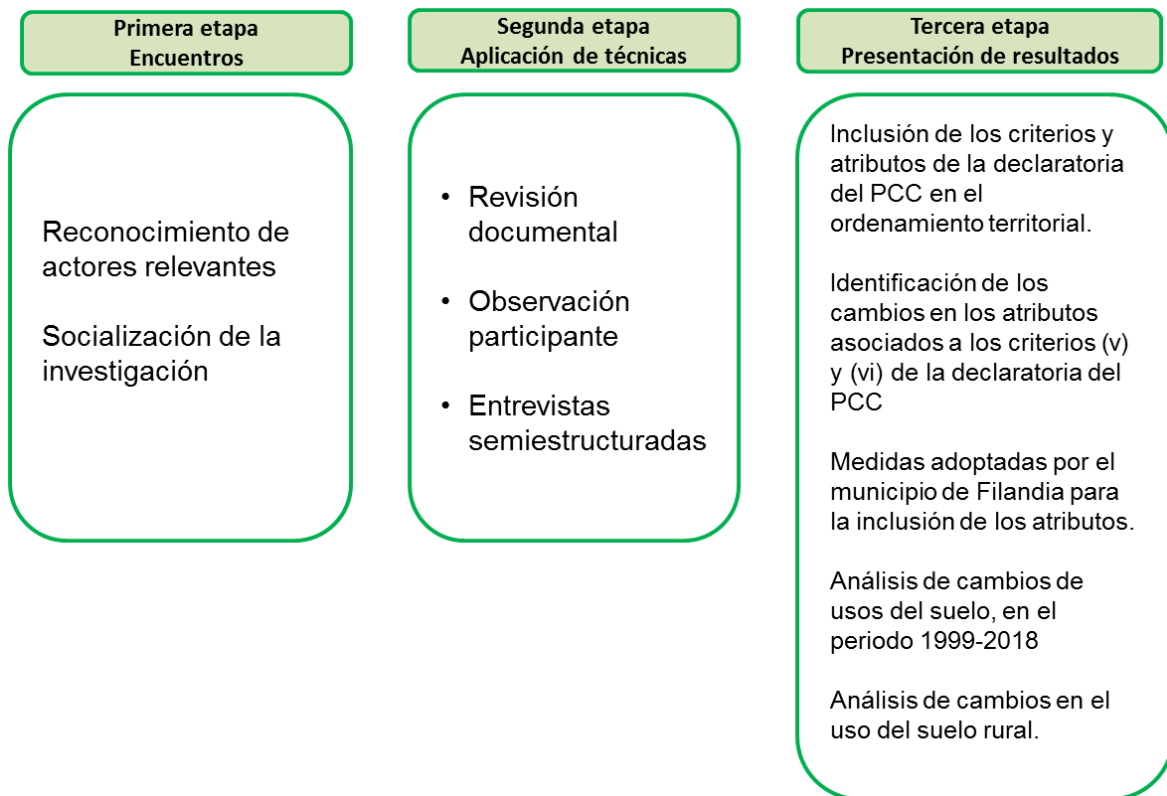 Primera etapa
Encuentros
Reconocimiento de
actores relevantes
Socialización de la
investigación
Segunda etapa
Aplicación de técnicas
• Revisión
documental
• Observación
participante
• Entrevistas
semiestructuradas
Tercera etapa
Presentación de resultados
Inclusión de los criterios y
atributos de la declaratoria
del PCC en el
ordenamiento territorial.
Identificación de los
cambios en los atributos
asociados a los criterios (v)
y (vi) de la declaratoria del
PCC
Medidas adoptadas por el
municipio de Filandia para
la inclusión de los atributos.
Análisis de cambios de
usos del suelo, en el
periodo 1999-2018
Análisis de cambios en el
uso del suelo rural.